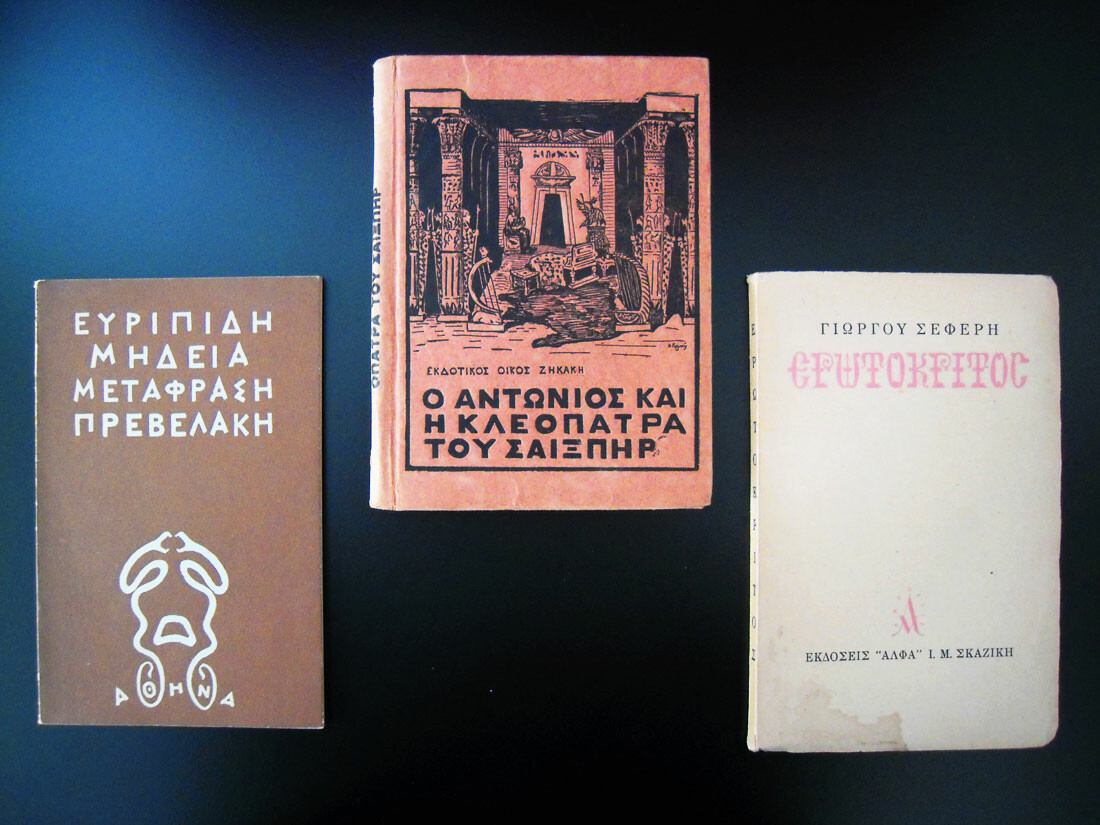 ΕΥΡΙΠΙΔΗ
ΜΗΔΕΙΑ
ΜΕΤΑΦΡΑΣΗ
ΠΡΕΒΕΛΑΚΗ
ΑΘΗΝΑ
ΟΠΑΤΡΑ ΤΟΥ ΣΑΙΞΠΗΡ
ΕΚΔΟΤΙΚΟΣ ΟΙΚΟΣ ΖΗΚΑΚΗ
Ο ΑΝΤΩΝΙΟΣ ΚΑΙ
Η ΚΛΕΟΠΑΤΡΑ
ΤΟΥ ΣΑΙΞΠΗΡ
ΕΡΩΤΟΚΡΙΤΟΣ
ΓΙΩΡΓΟΥ ΣΕΦΕΡΗ
ΕΡΩΤΟΚΡΙΤΟΣ
Α
ΕΚΔΟΣΕΙΣ "ΑΛΦΑ" Ι. Μ. ΣΚΑΖΙΚΗ